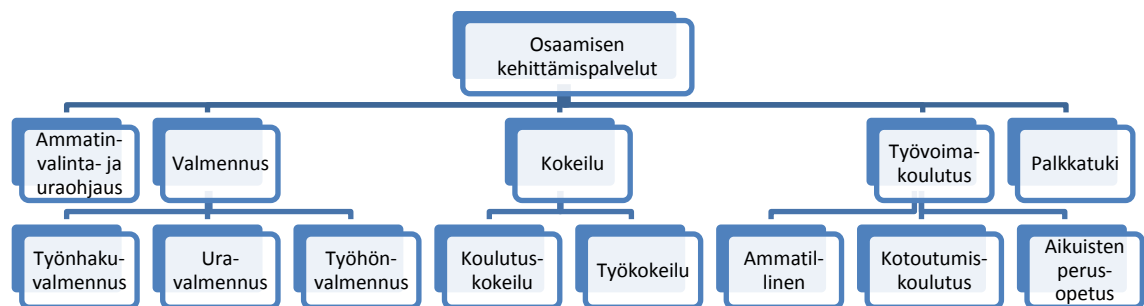 Osaamisen
kehittämispalvelut
Ammatin-
valinta- ja
uraohjaus
Valmennus
Kokeilu
Työvoima-
koulutus
Palkkatuki
Työnhaku-
valmennus
Ura-
valmennus
Työhön-
valmennus
Koulutus-
kokeilu
Työkokeilu
Ammatil-
linen
Kotoutumis-
koulutus
Aikuisten
perus-
opetus